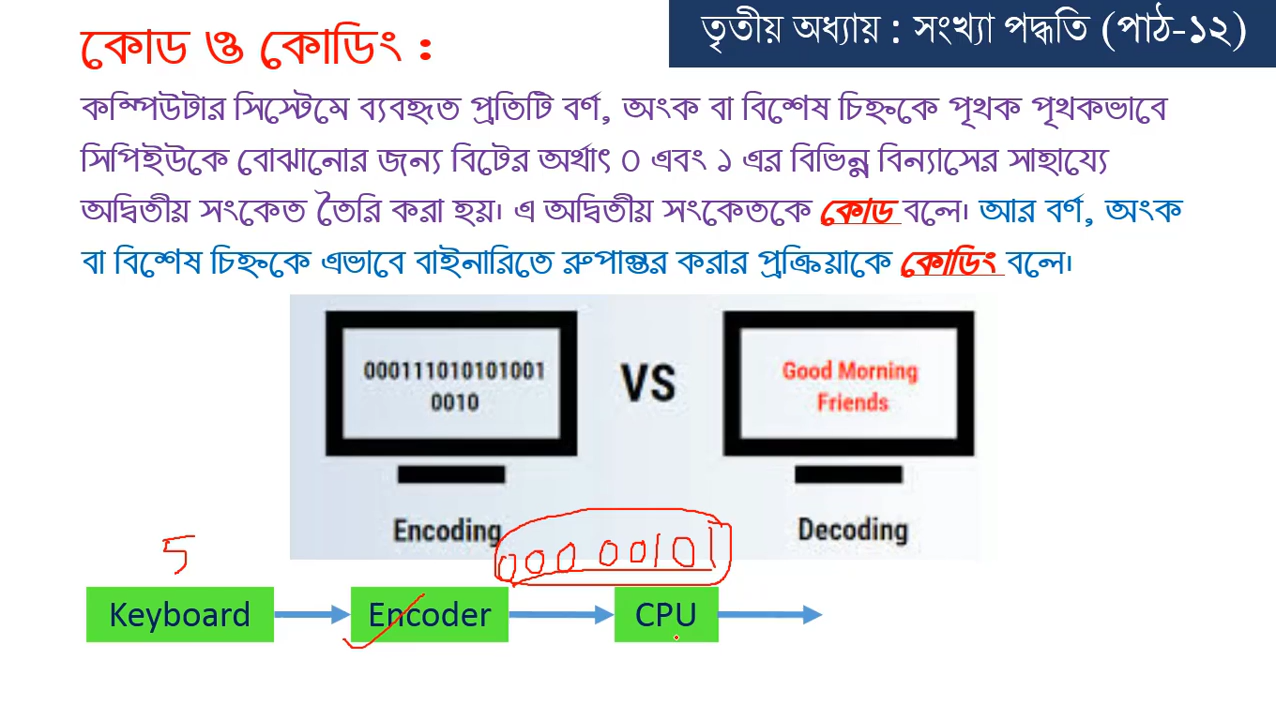 তৃতীয় অধ্যায় : সংখ্যা পদ্ধতি (পাঠ-১২)
কোড ও কোডিং :
কম্পিউটার সিস্টেমে ব্যবহৃত প্রতিটি বর্ণ, অংক বা বিশেষ চিহ্নকে পৃথক পৃথকভাবে
সিপিইউকে বোঝানোর জন্য বিটের অর্থাৎ ০ এবং ১ এর বিভিন্ন বিন্যাসের সাহায্যে
অদ্বিতীয় সংকেত তৈরি করা হয়। এ অদ্বিতীয় সংকেতকে কোড বলে। আর বর্ণ, অংক
বা বিশেষ চিহ্নকে এভাবে বাইনারিতে রুপান্তর করার প্রক্রিয়াকে কোডিং বলে।
000111010101001
0010
VS
Good Morning
Friends
Encoding
Decoding
5
000 00101
Keyboard
Encoder
CPU